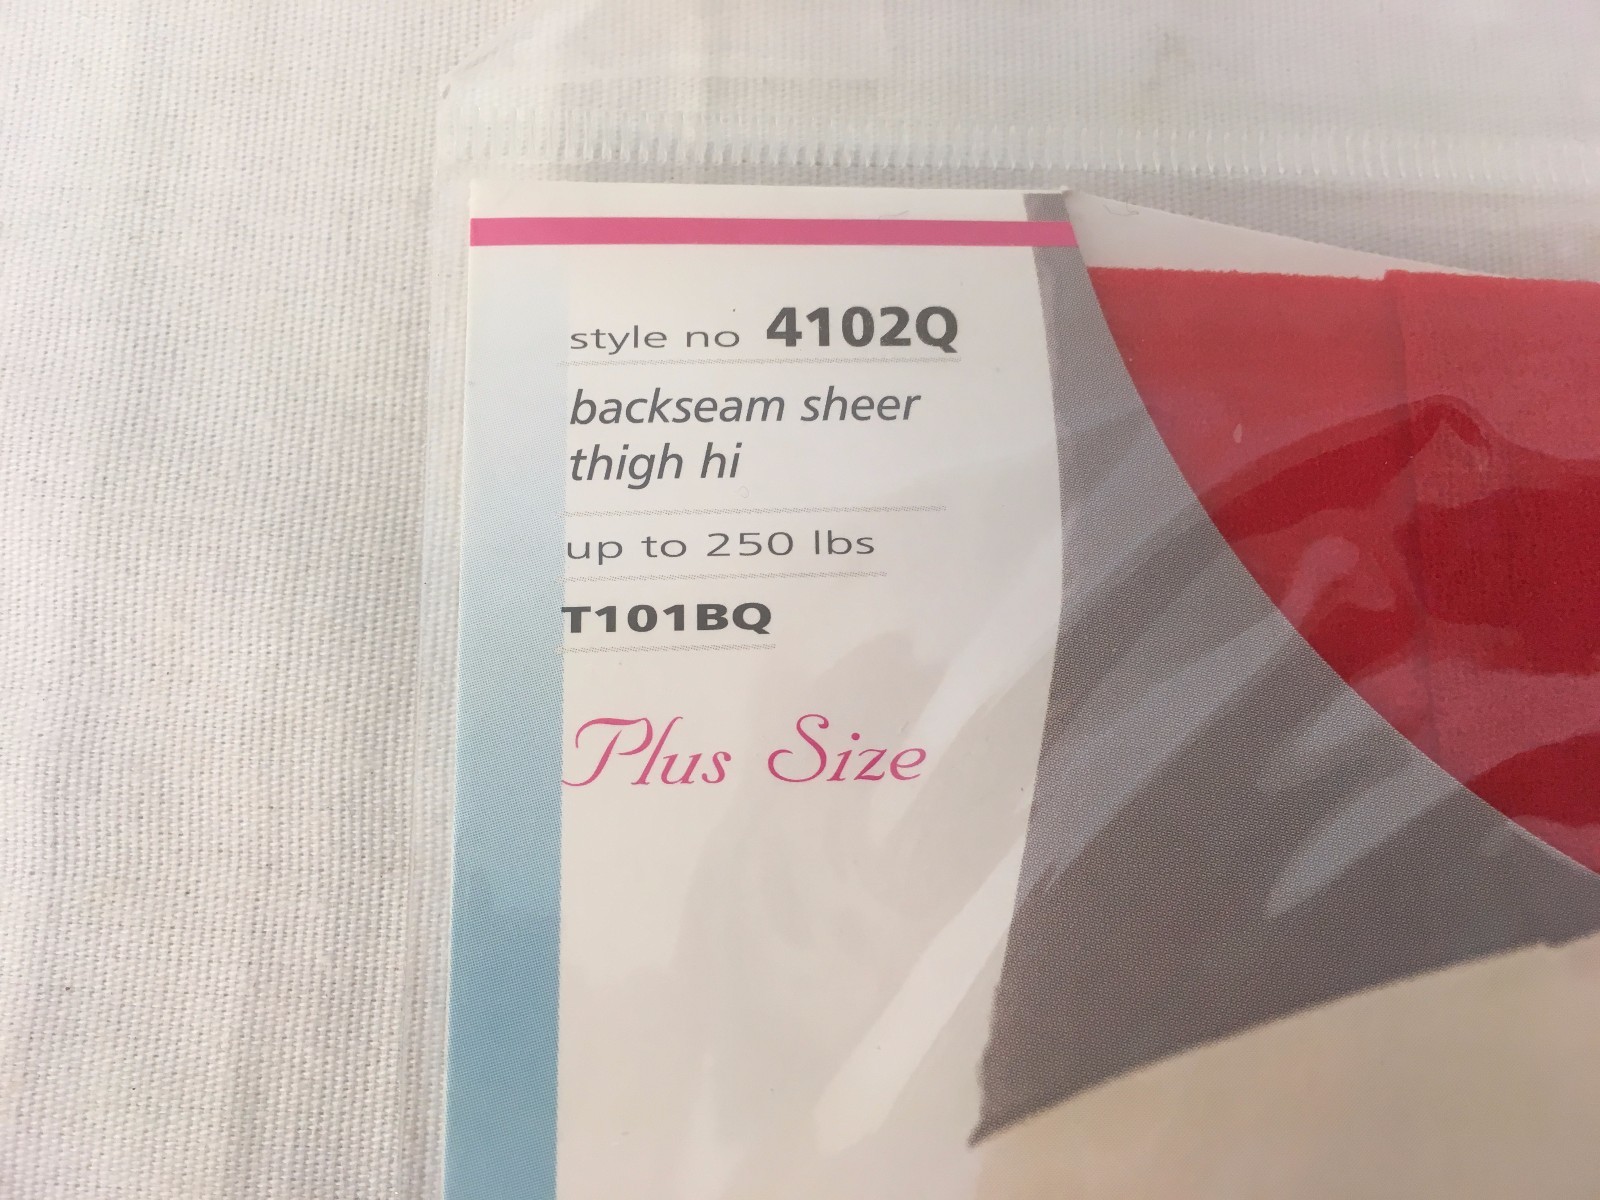 style no 4102Q
backseam sheer
thigh hi
up to 250 lbs
T101BQ
Plus Size